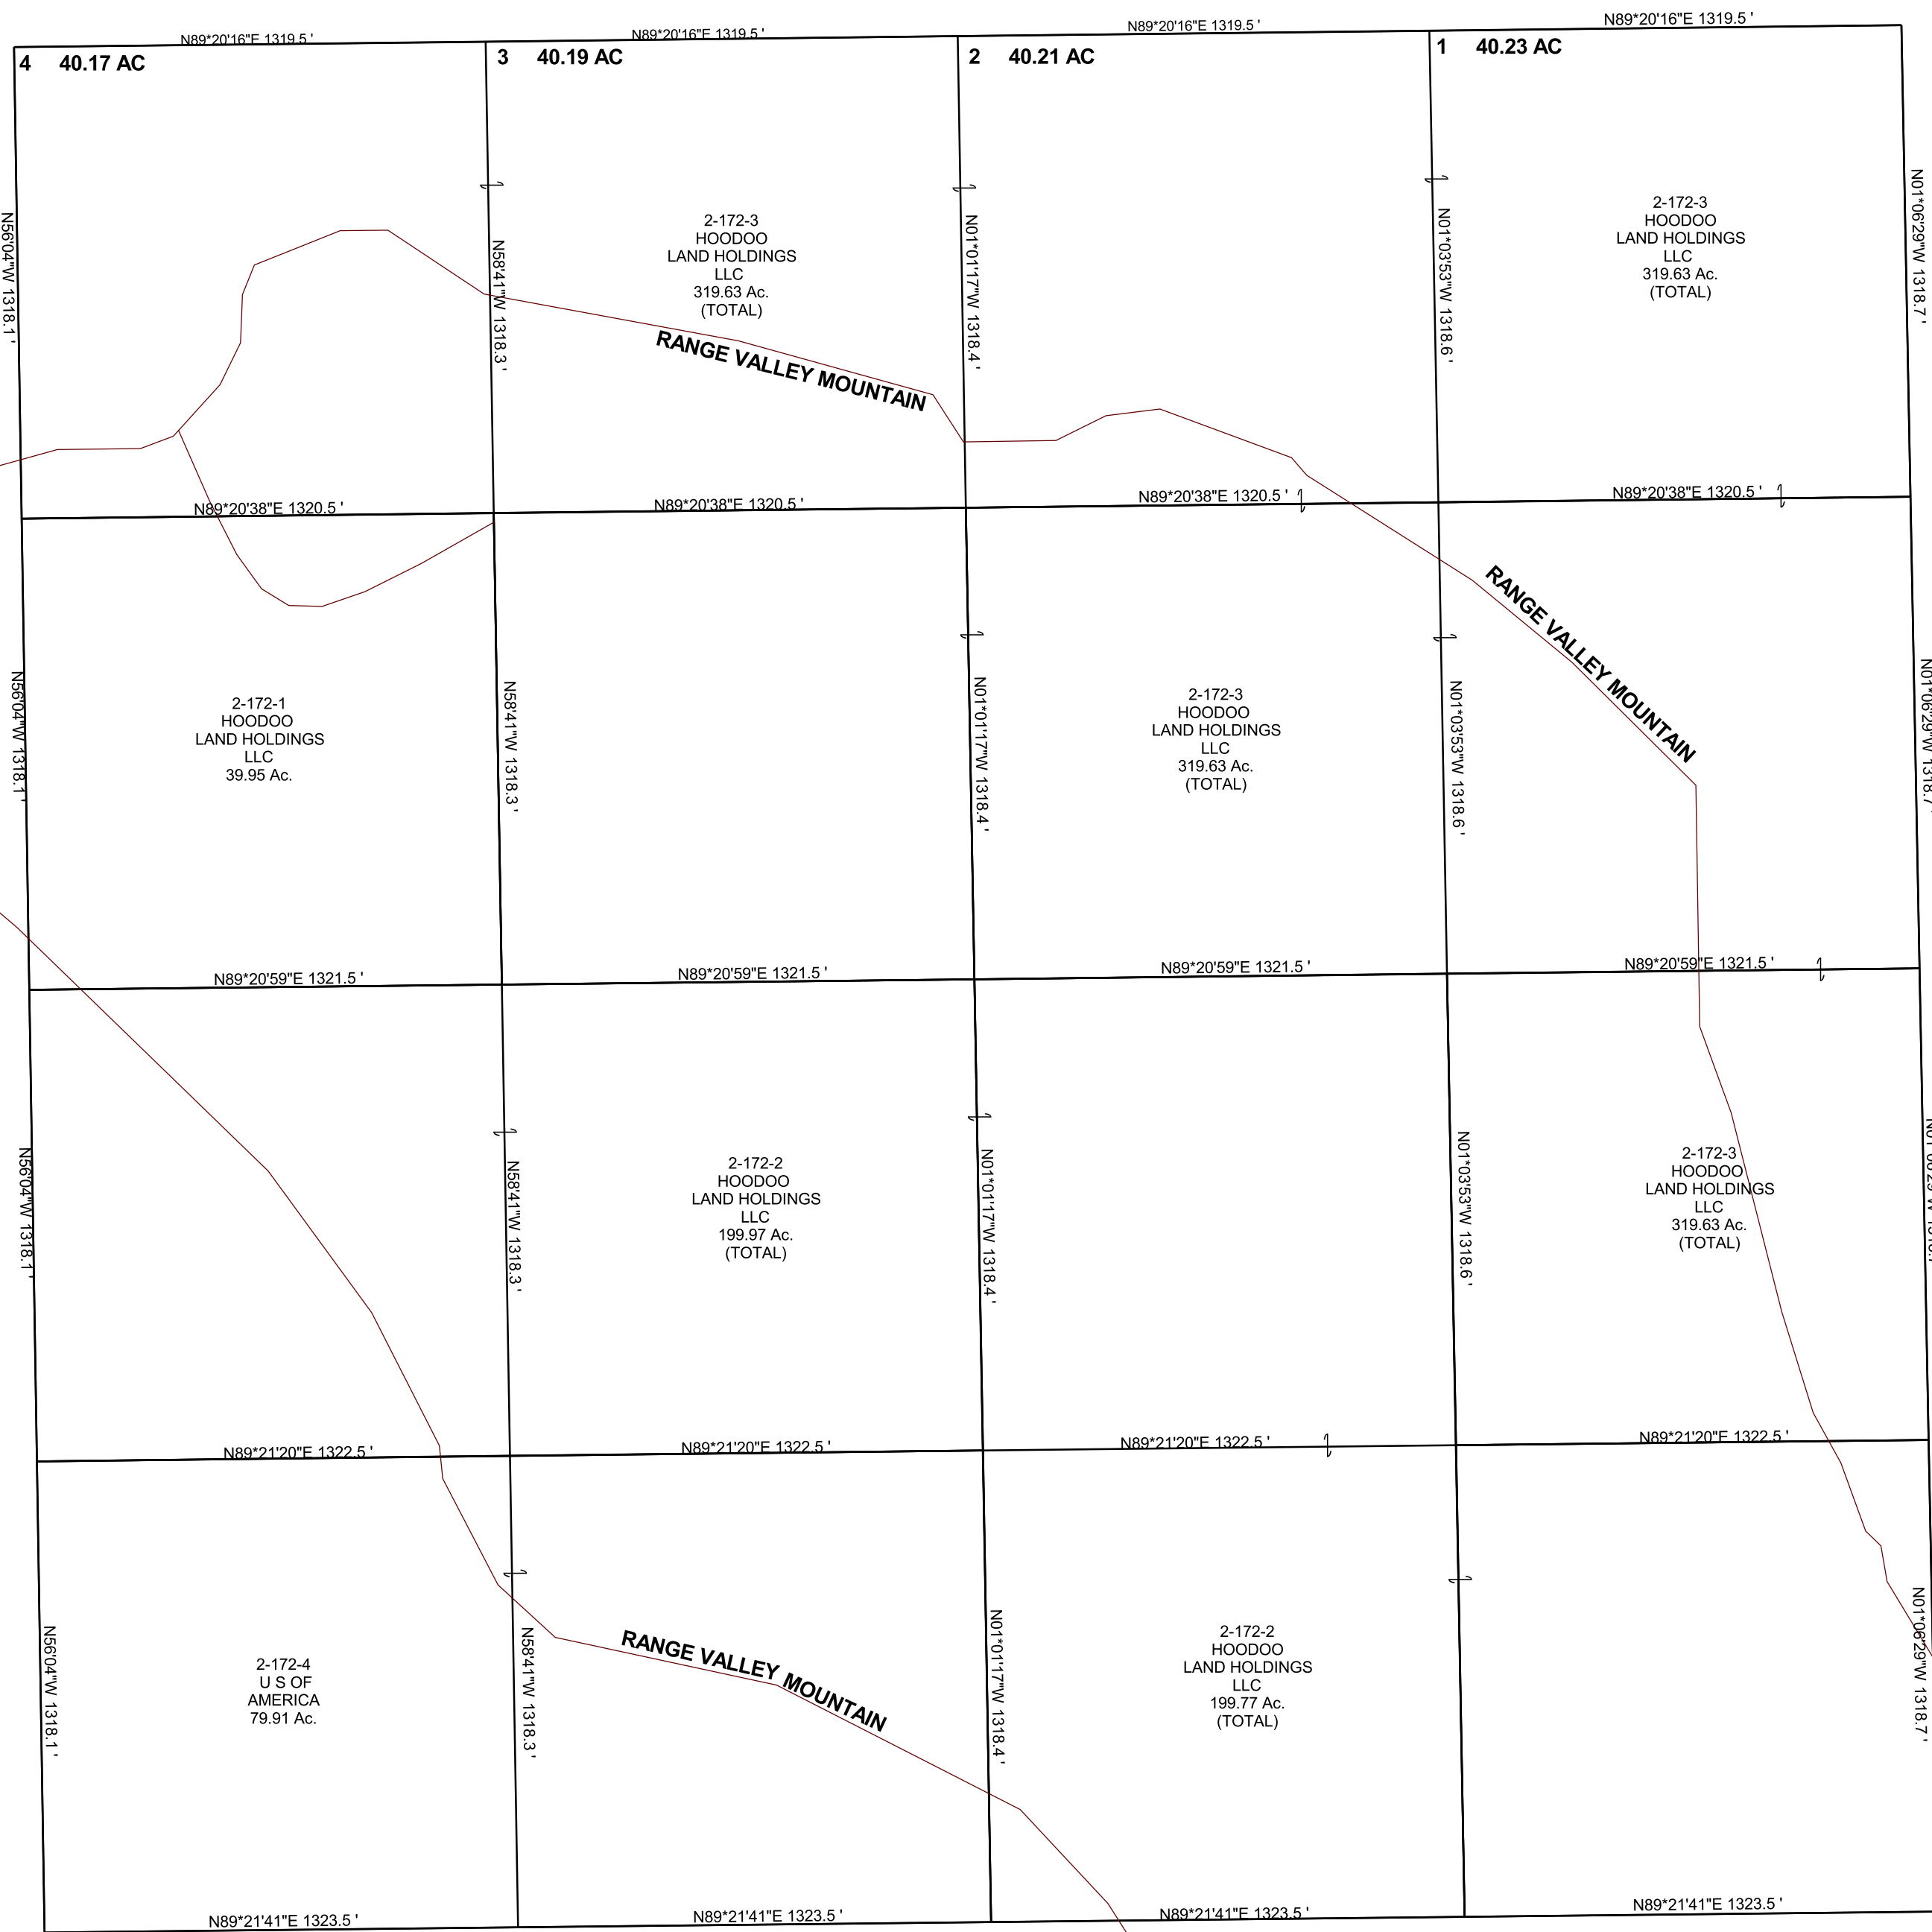 N89*20'16"E 1319.5 '
N89*20'16"E 1319.5 '
N89*20'16"E 1319.5 '
N89*20'16"E 1319.5 '
4 40.17 AC
3 40.19 AC
2 40.21 AC
1 40.23 AC
N56'04"W 1318.1 '
N58'41"W 1318.3 '
2-172-3
HOODOO
LAND HOLDINGS
LLC
319.63 Ac.
(TOTAL)
N01*01'17"W 1318.4 '
N01*03'53"W 1318.6 '
2-172-3
HOODOO
LAND HOLDINGS
LLC
319.63 Ac.
(TOTAL)
N01*06'29"W 1318.7 '
RANGE VALLEY MOUNTAIN
N89*20'38"E 1320.5 '
N89*20'38"E 1320.5 '
N89*20'38"E 1320.5 '
N89*20'38"E 1320.5 '
RANGE VALLEY MOUNTAIN
N56'04"W 1318.1 '
2-172-1
HOODOO
LAND HOLDINGS
LLC
39.95 Ac.
N58'41"W 1318.3 '
N01*01'17"W 1318.4 '
2-172-3
HOODOO
LAND HOLDINGS
LLC
319.63 Ac.
(TOTAL)
N01*03'53"W 1318.6 '
N01*06'29"W 1318.7 '
N89*20'59"E 1321.5 '
N89*20'59"E 1321.5 '
N89*20'59"E 1321.5 '
N89*20'59"E 1321.5 '
N56'04"W 1318.1 '
N58'41"W 1318.3 '
2-172-2
HOODOO
LAND HOLDINGS
LLC
199.97 Ac.
(TOTAL)
N01*01'17"W 1318.4 '
N01*03'53"W 1318.6 '
2-172-3
HOODOO
LAND HOLDINGS
LLC
319.63 Ac.
(TOTAL)
N89*21'20"E 1322.5 '
N89*21'20"E 1322.5 '
N89*21'20"E 1322.5 '
N89*21'20"E 1322.5 '
N56'04"W 1318.1 '
2-172-4
U S OF
AMERICA
79.91 Ac.
N58'41"W 1318.3 '
RANGE VALLEY MOUNTAIN
N01*01'17"W 1318.4 '
2-172-2
HOODOO
LAND HOLDINGS
LLC
199.77 Ac.
(TOTAL)
N01*06'29"W 1318.7 '
N89*21'41"E 1323.5 '
N89*21'41"E 1323.5 '
N89*21'41"E 1323.5 '
N89*21'41"E 1323.5 '